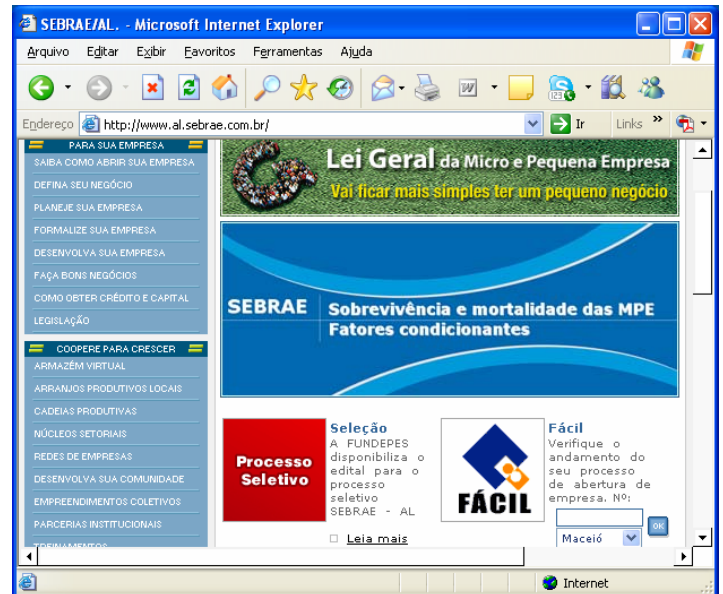 SEBRAE/AL. - Microsoft Internet Explorer
Arquivo Editar Exibir Favoritos Ferramentas Ajuda
Endereço http://www.al.sebrae.com.br/ Ir Links »
PARA SUA EMPRESA
SAIBA COMO ABRIR SUA EMPRESA
DEFINA SEU NEGÓCIO
PLANEJE SUA EMPRESA
FORMALIZE SUA EMPRESA
DESENVOLVA SUA EMPRESA
FAÇA BONS NEGÓCIOS
COMO OBTER CRÉDITO E CAPITAL
LEGISLAÇÃO
COOPERE PARA CRESCER
ARMAZÉM VIRTUAL
ARRANJOS PRODUTIVOS LOCAIS
CADEIAS PRODUTIVAS
NÚCLEOS SETORIAIS
REDES DE EMPRESAS
DESENVOLVA SUA COMUNIDADE
EMPREENDIMENTOS COLETIVOS
PARCERIAS INSTITUCIONAIS
TREINAMENTOS
Lei Geral da Micro e Pequena Empresa
Vai ficar mais simples ter um pequeno negócio
SEBRAE
Sobrevivência e mortalidade das MPE
Fatores condicionantes
Processo
Seletivo
Seleção
A FUNDEPES
disponibiliza o
edital para o
processo
seletivo
SEBRAE - AL
Leia mais
FÁCIL
Fácil
Verifique o
andamento do
seu processo
de abertura de
empresa. Nº:
OK
Maceió
Internet